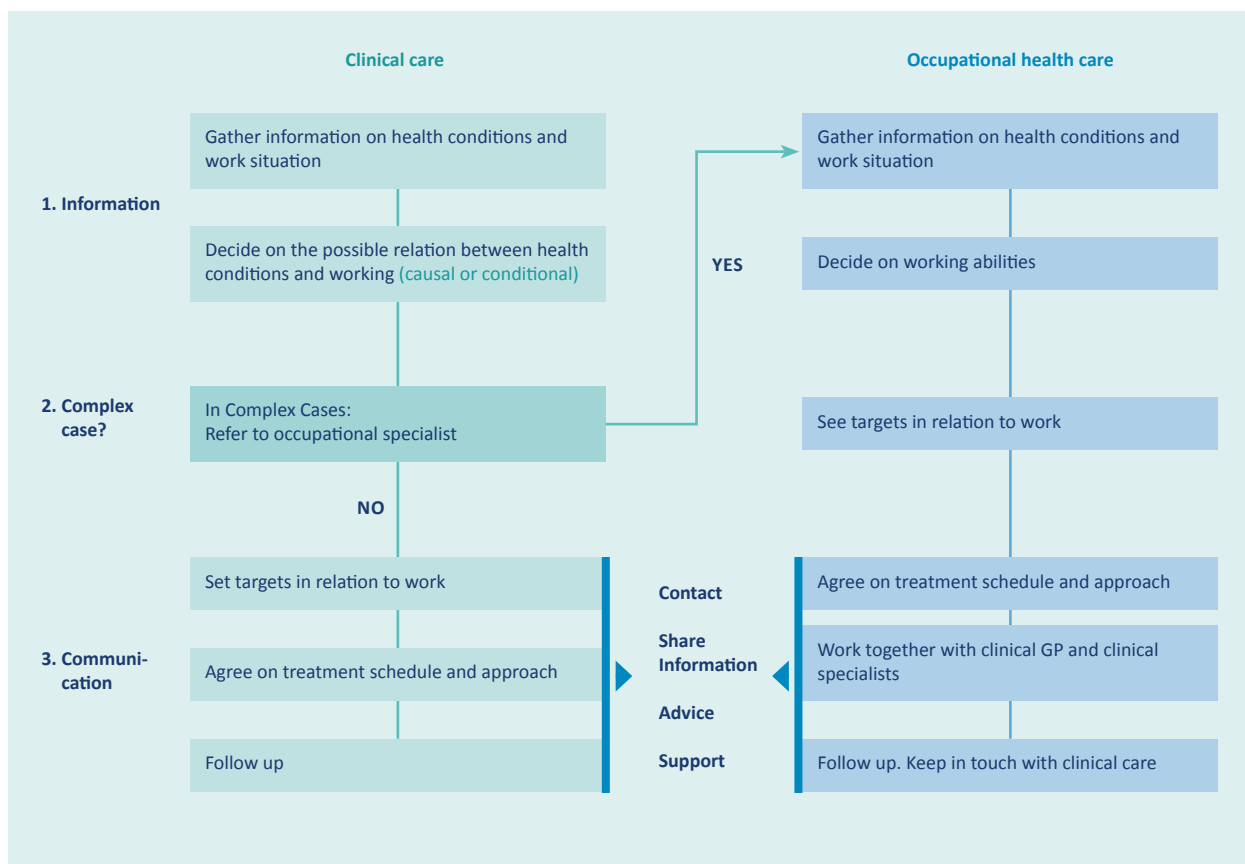 Clinical care
Occupational health care
Gather information on health conditions and
work situation
Gather information on health conditions and
work situation
1. Information
Decide on the possible relation between health
conditions and working (causal or conditional)
YES
Decide on working abilities
2. Complex
case?
In Complex Cases:
Refer to occupational specialist
See targets in relation to work
NO
Set targets in relation to work
Contact
Agree on treatment schedule and approach
3. Communi-
cation
Agree on treatment schedule and approach
Share
Information
Work together with clinical GP and clinical
specialists
Advice
Follow up
Support
Follow up. Keep in touch with clinical care